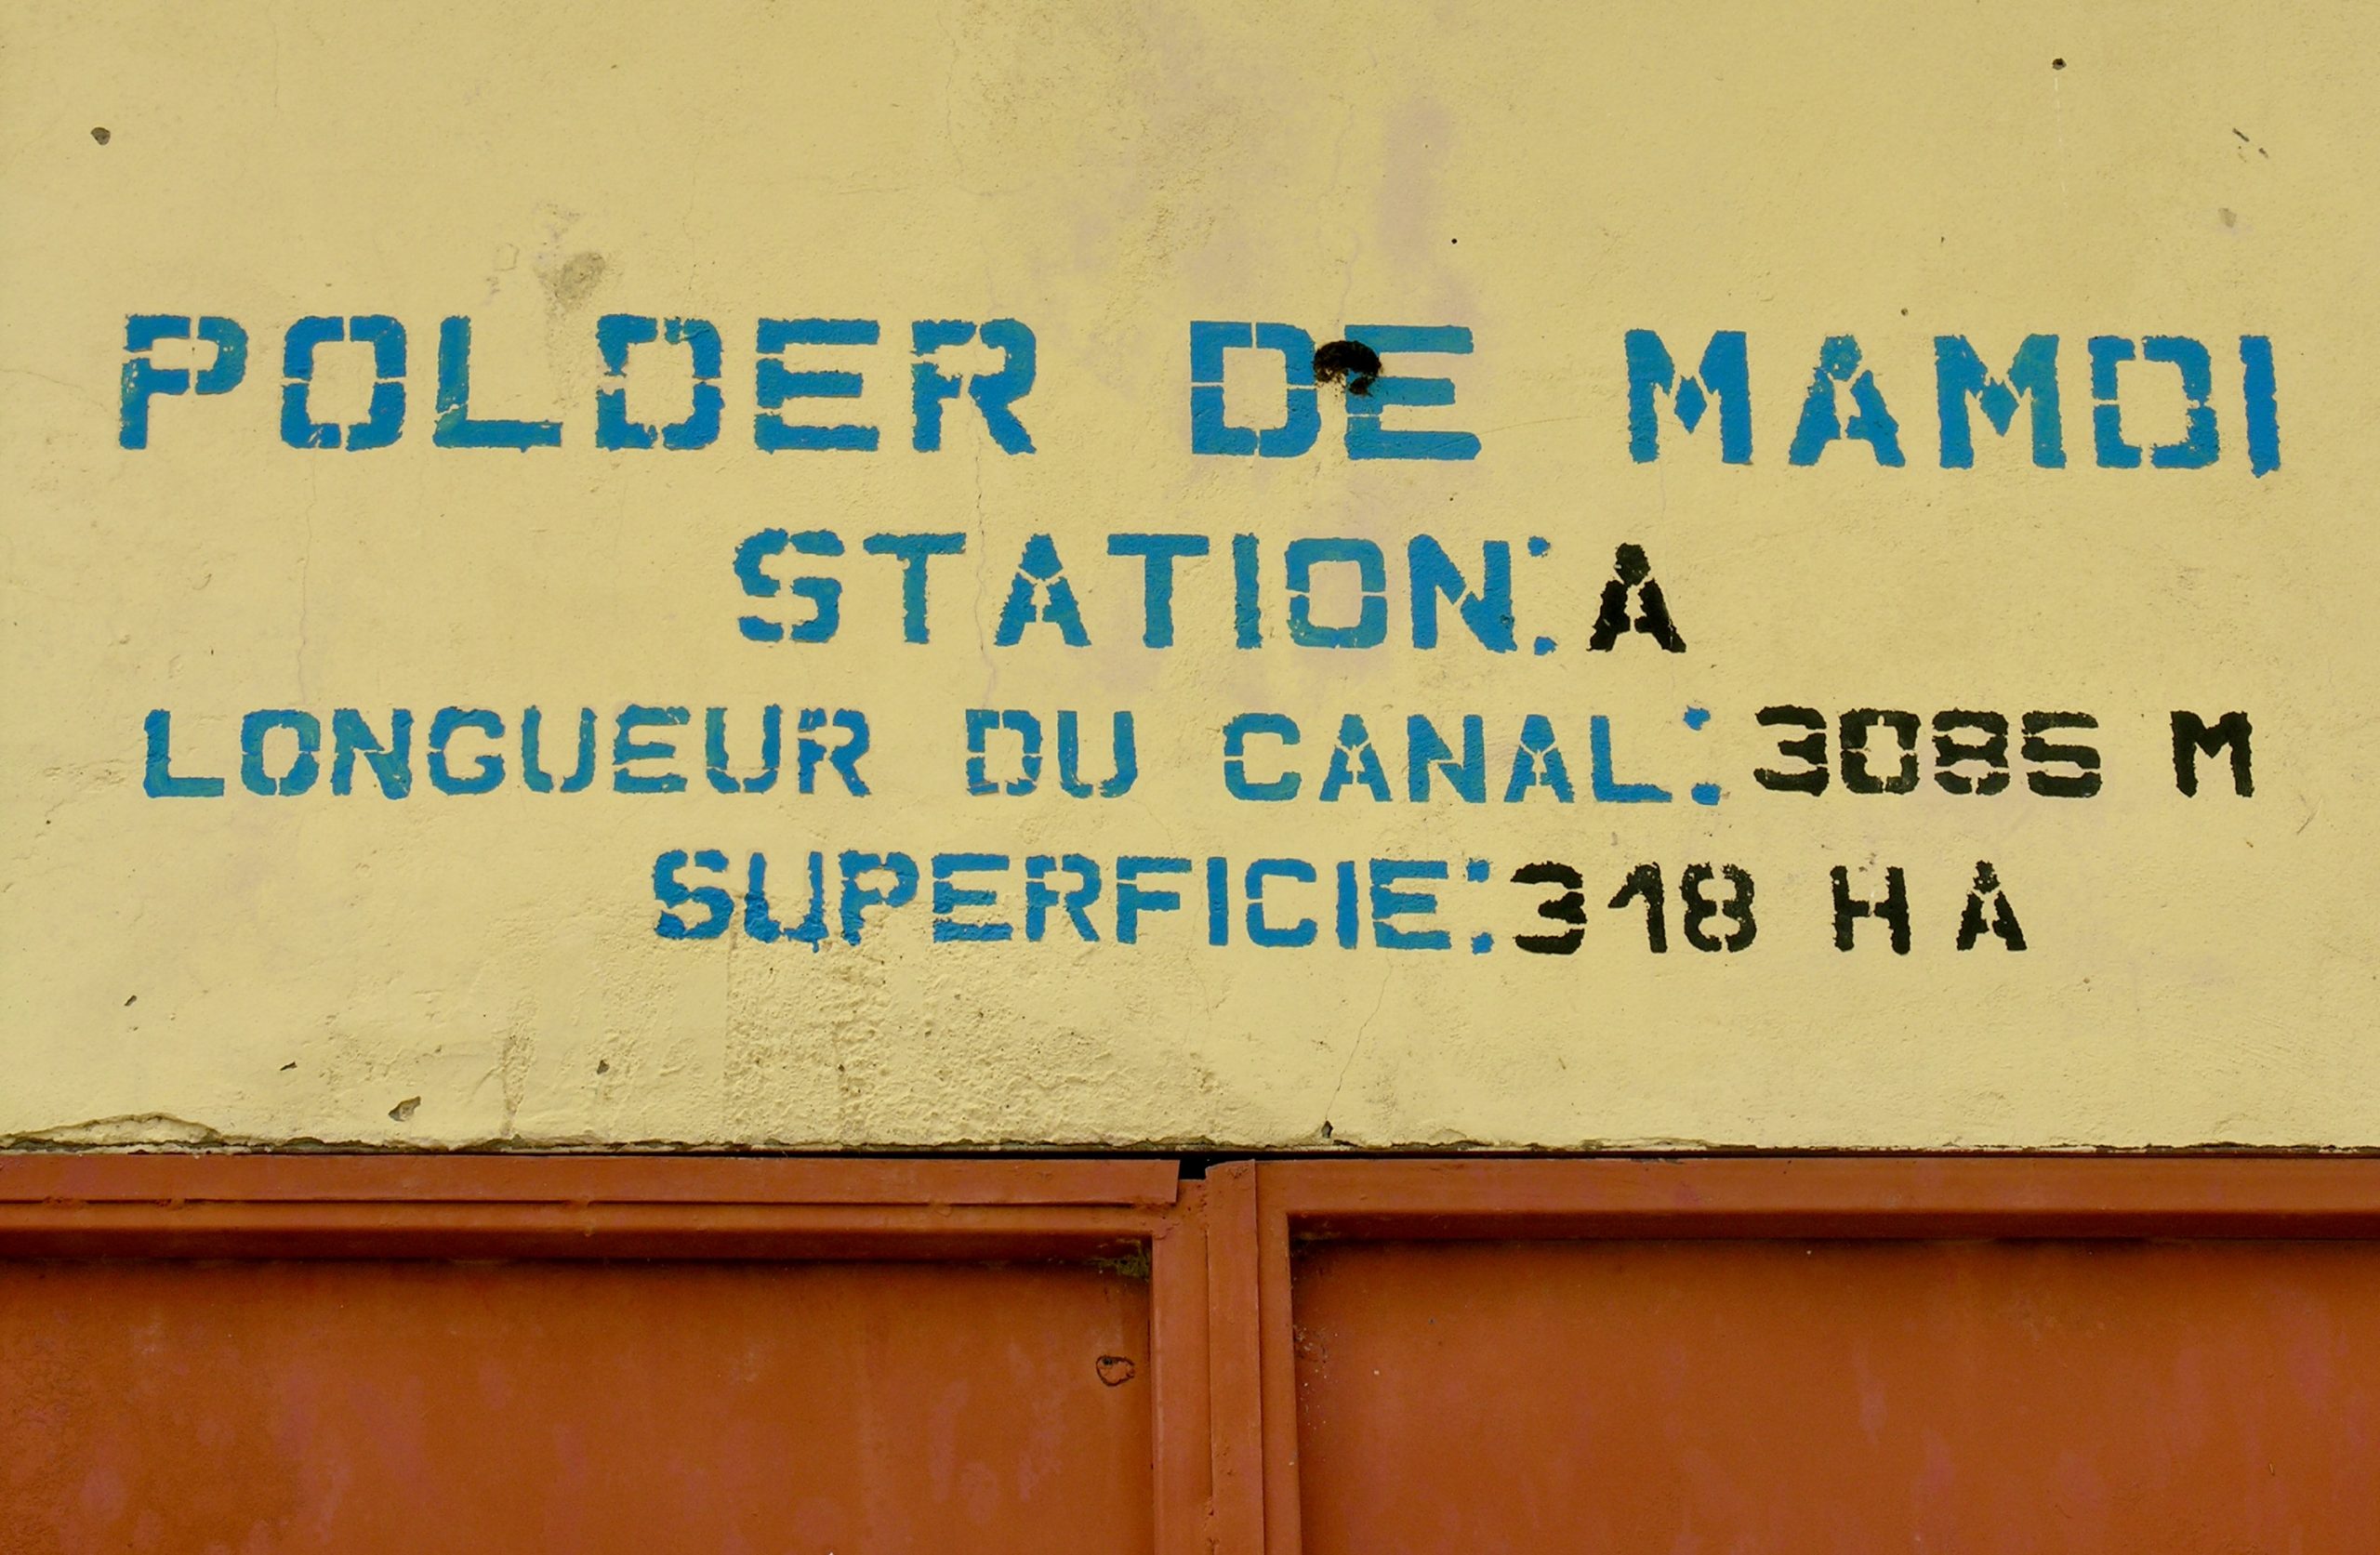 POLDER DE MAMDI
STATION: A
LONGUEUR DU CANAL: 3085 M
SUPERFICIE: 318 HA